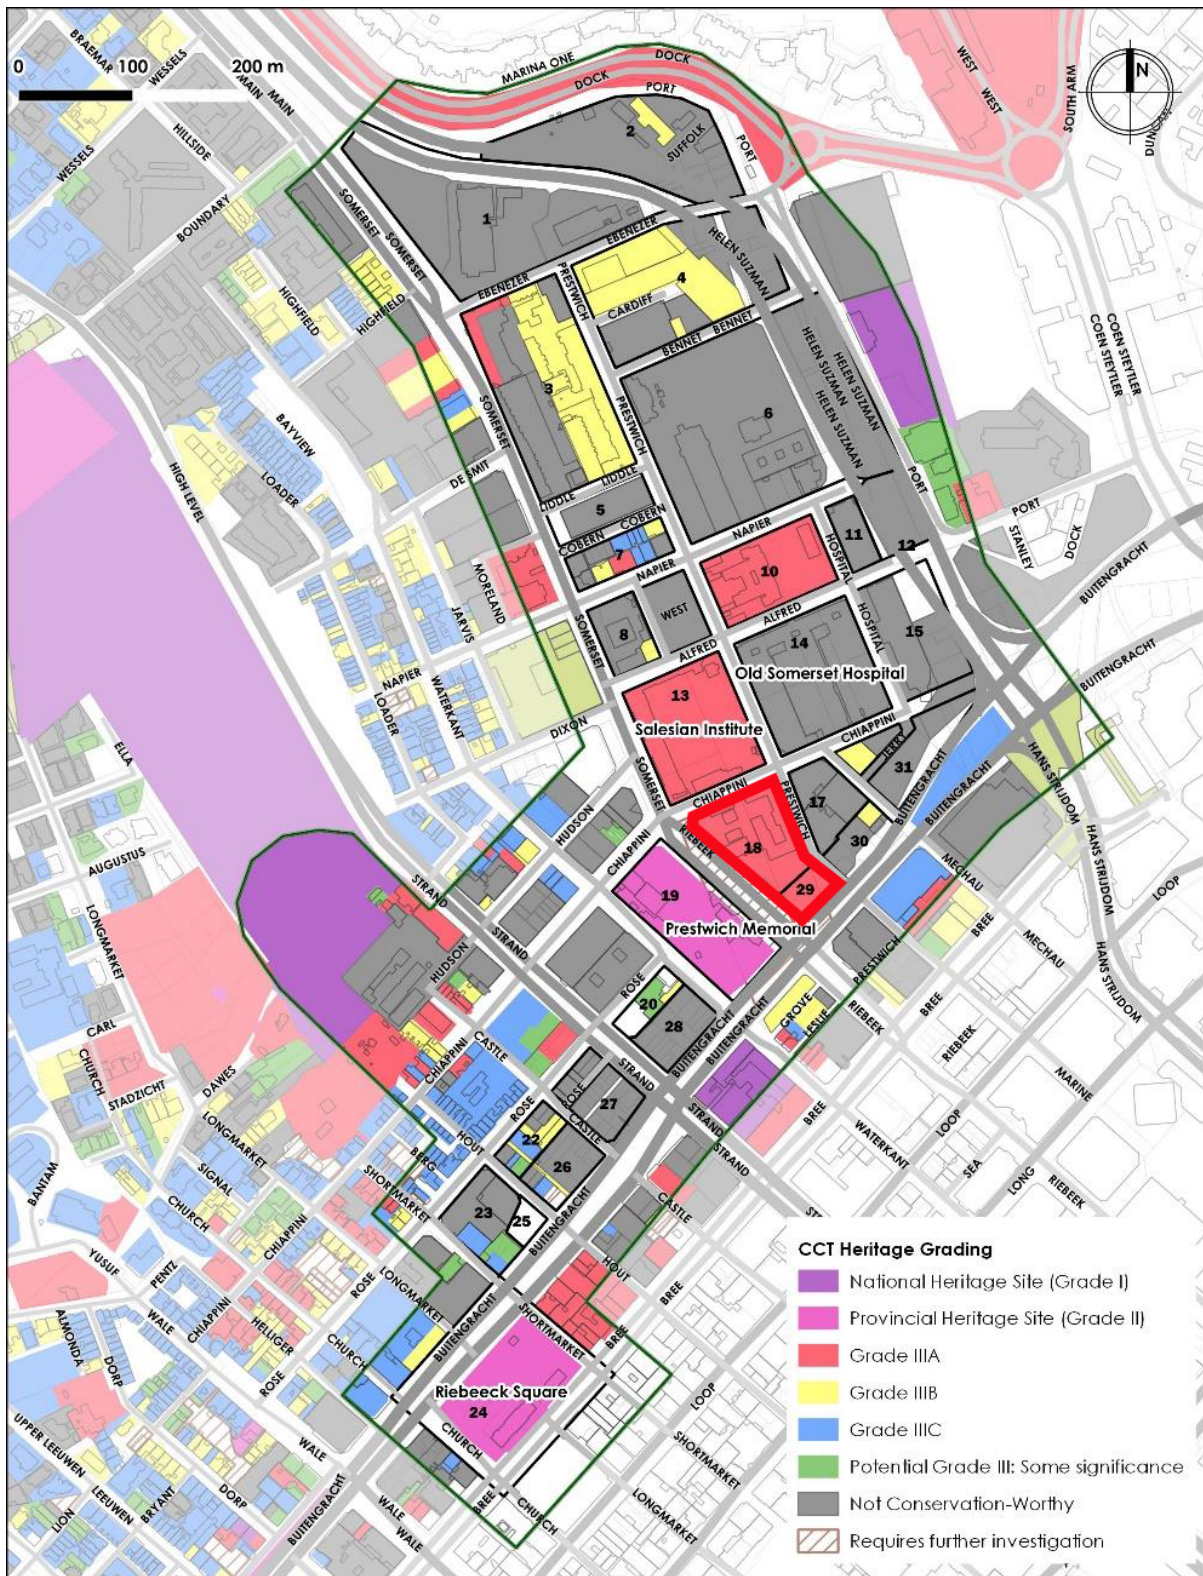 BRAEMAR
WESSELS
MAIN
MAIN
0 100 200 m
MARINA ONE
DOCK
DOCK
PORT
WEST
WEST
SOUTH ARM
N
HILLSIDE
WESSELS
BOUNDARY
SOMERSET
SOMERSET
2
SUFFOLK
PORT
1
EBENEZER
HELEN SUZMAN
EBENEZER
PRESTWICH
4
CARDIFF
BENNET
BENNET
HIGHFIELD
HIGHFIELD
3
SOMERSET
PRESTWICH
6
HELEN SUZMAN
HELEN SUZMAN
HELEN SUZMAN
COEN STEYTLER
COEN STEYTLER
BAYVIEW
LOADER
HIGH LEVEL
DE SMIT
LIDDLE
LIDDLE
5
COBERN
COBERN
7
NAPIER
NAPIER
PORT
PORT
STANLEY
DOCK
BUITENGRACHT
11
12
HOSPITAL
10
MORELAND
JARVIS
NAPIER
LOADER
WATERKANT
DIXON
SOMERSET
8
WEST
ALFRED
ALFRED
14
HOSPITAL
15
Old Somerset Hospital
13
Salesian Institute
SOMERSET
CHIAPPINI
CHIAPPINI
JERRY
31
BUITENGRACHT
BUITENGRACHT
BUITENGRACHT
HANS STRIJDOM
HANS STRIJDOM
HANS STRIJDOM
ELLA
AUGUSTUS
LONGMARKET
HUDSON
CHIAPPINI
RIEBEEK
PRESTWICH
17
30
18
29
19
Prestwich Memorial
MECHAU
MECHAU
BREE
LOOP
STRAND
STRAND
HUDSON
ROSE
20
28
BUITENGRACHT
BUITENGRACHT
PRESTWICH
GROVE
LESLIE
RIEBEEK
BREE
RIEBEEK
MARINE
CARL
CHURCH
STADZICHT
DAWES
LONGMARKET
CHIAPPINI
CASTLE
STRAND
STRAND
STRAND
BREE
WATERKANT
LOOP
SEA
LONG
RIEBEEK
ROSE
ROSE
27
CASTLE
22
26
HOUT
BERG
SHORTMARKET
23
25
BUITENGRACHT
CASTLE
HOUT
BREE
BANTAM
SIGNAL
CHURCH
CHIAPPINI
YUSUF
PENTZ
WALE
CHIAPPINI
HELLIGER
ROSE
ROSE
LONGMARKET
CHURCH
BUITENGRACHT
SHORTMARKET
BREE
Riebeeck Square
24
CHURCH
LOOP
SHORTMARKET
LONGMARKET
ALMONDA
DORP
UPPER LEEUWEN
LEEUWEN
LION
BRYANT
DORP
WALE
BUITENGRACHT
WALE
WALE
BREE
CHURCH
CCT Heritage Grading
National Heritage Site (Grade I)
Provincial Heritage Site (Grade II)
Grade IIIA
Grade IIIB
Grade IIIC
Potential Grade III: Some significance
Not Conservation-Worthy
Requires further investigation